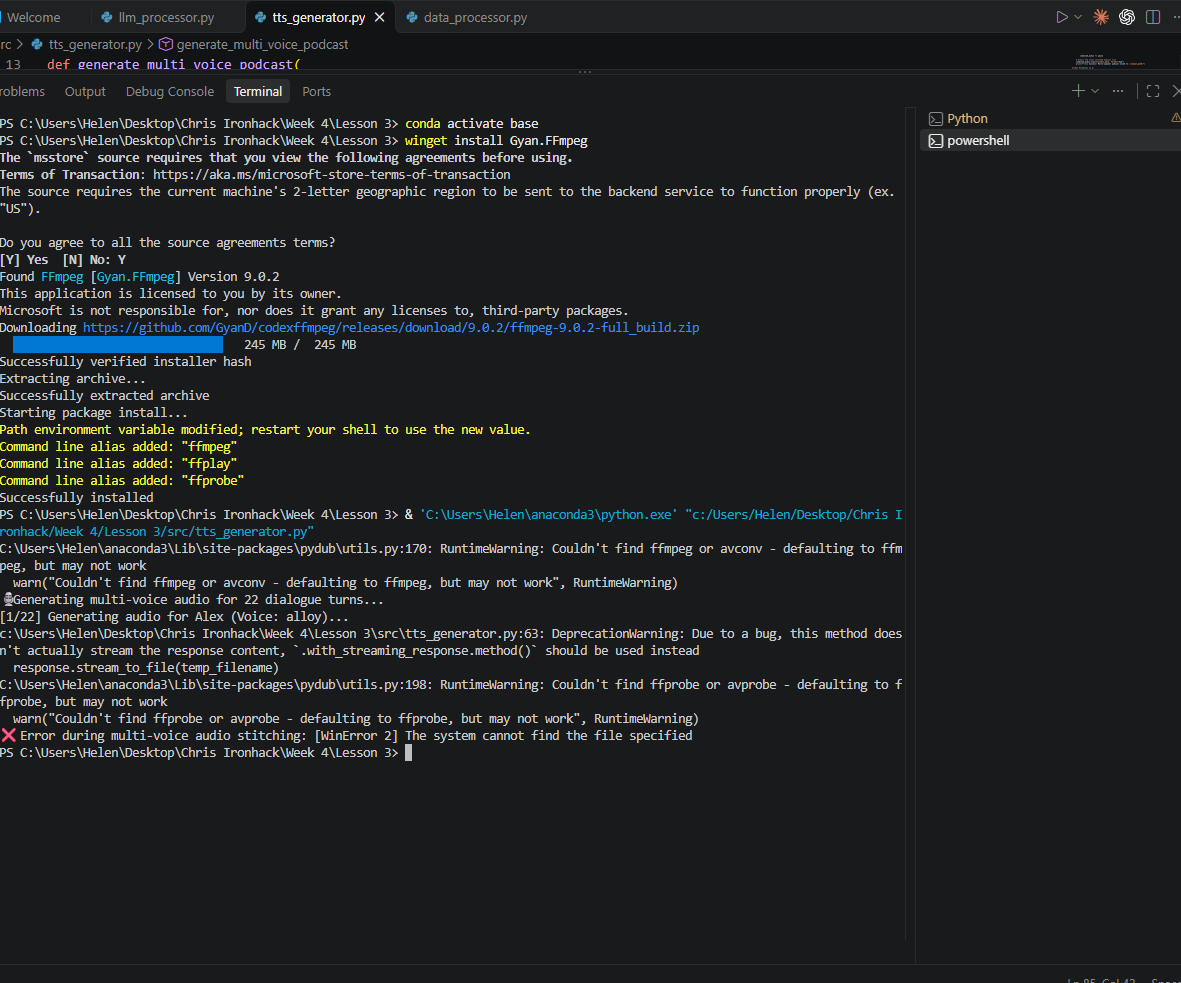 Welcome llm_processor.py tts_generator.py data_processor.py
rc > tts_generator.py > generate_multi_voice_podcast
13 def generate_multi_voice_podcast(
roblems Output Debug Console Terminal Ports
PS C:\Users\Helen\Desktop\Chris Ironhack\Week 4\Lesson 3> conda activate base
PS C:\Users\Helen\Desktop\Chris Ironhack\Week 4\Lesson 3> winget install Gyan.FFmpeg
The `msstore` source requires that you view the following agreements before using.
Terms of Transaction: https://aka.ms/microsoft-store-terms-of-transaction
The source requires the current machine's 2-letter geographic region to be sent to the backend service to function properly (ex.
"US").
Do you agree to all the source agreements terms?
[Y] Yes  [N] No: Y
Found FFmpeg [Gyan.FFmpeg] Version 9.0.2
This application is licensed to you by its owner.
Microsoft is not responsible for, nor does it grant any licenses to, third-party packages.
Downloading https://github.com/GyanD/codexffmpeg/releases/download/9.0.2/ffmpeg-9.0.2-full_build.zip
245 MB /  245 MB
Successfully verified installer hash
Extracting archive...
Successfully extracted archive
Starting package install...
Path environment variable modified; restart your shell to use the new value.
Command line alias added: "ffmpeg"
Command line alias added: "ffplay"
Command line alias added: "ffprobe"
Successfully installed
PS C:\Users\Helen\Desktop\Chris Ironhack\Week 4\Lesson 3> & 'C:\Users\Helen\anaconda3\python.exe' "c:/Users/Helen/Desktop/Chris I
ronhack/Week 4/Lesson 3/src/tts_generator.py"
C:\Users\Helen\anaconda3\Lib\site-packages\pydub\utils.py:170: RuntimeWarning: Couldn't find ffmpeg or avconv - defaulting to ffm
peg, but may not work
warn("Couldn't find ffmpeg or avconv - defaulting to ffmpeg, but may not work", RuntimeWarning)
🎙Generating multi-voice audio for 22 dialogue turns...
[1/22] Generating audio for Alex (Voice: alloy)...
c:\Users\Helen\Desktop\Chris Ironhack\Week 4\Lesson 3\src\tts_generator.py:63: DeprecationWarning: Due to a bug, this method does
n't actually stream the response content, `.with_streaming_response.method()` should be used instead
response.stream_to_file(temp_filename)
C:\Users\Helen\anaconda3\Lib\site-packages\pydub\utils.py:198: RuntimeWarning: Couldn't find ffprobe or avprobe - defaulting to f
fprobe, but may not work
warn("Couldn't find ffprobe or avprobe - defaulting to ffprobe, but may not work", RuntimeWarning)
❌ Error during multi-voice audio stitching: [WinError 2] The system cannot find the file specified
PS C:\Users\Helen\Desktop\Chris Ironhack\Week 4\Lesson 3>
Python
powershell